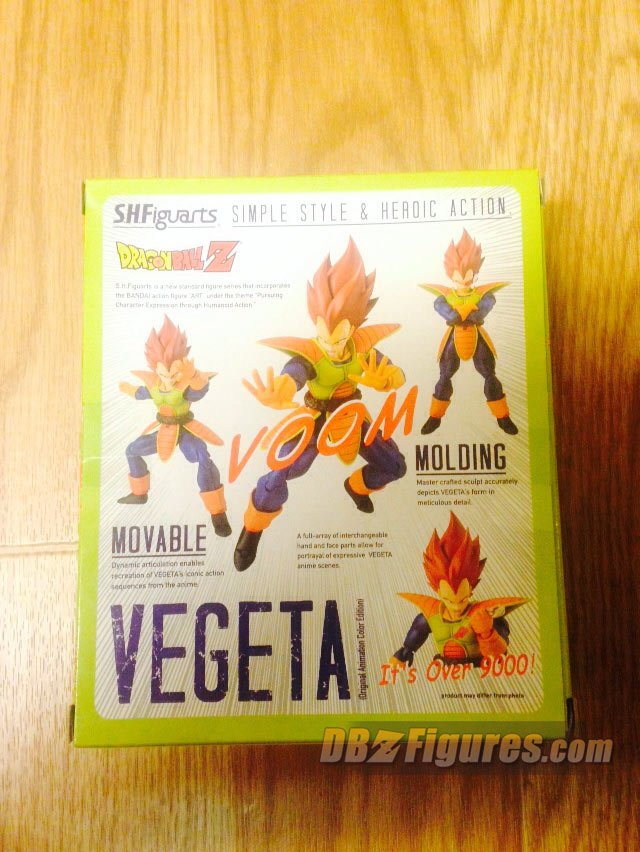 S.H.Figuarts SIMPLE STYLE & HEROIC ACTION
DRAGONBALL Z
S.H.Figuarts is a new standard figure series that incorporates
the BANDAI action figure "ART" under the theme "Pursuing
Character Expression through Humanoid Action."
VOOM
MOLDING
Master crafted sculpt accurately
depicts VEGETA's form in
meticulous detail.
MOVABLE
Dynamic articulation enables
recreation of VEGETA's iconic action
sequences from the anime.
A full-array of interchangeable
hand and face parts allow for
portrayal of expressive VEGETA
anime scenes.
VEGETA
(Original Animation Color Edition)
It's Over 9000!
product may differ from photo
DBZFigures.com